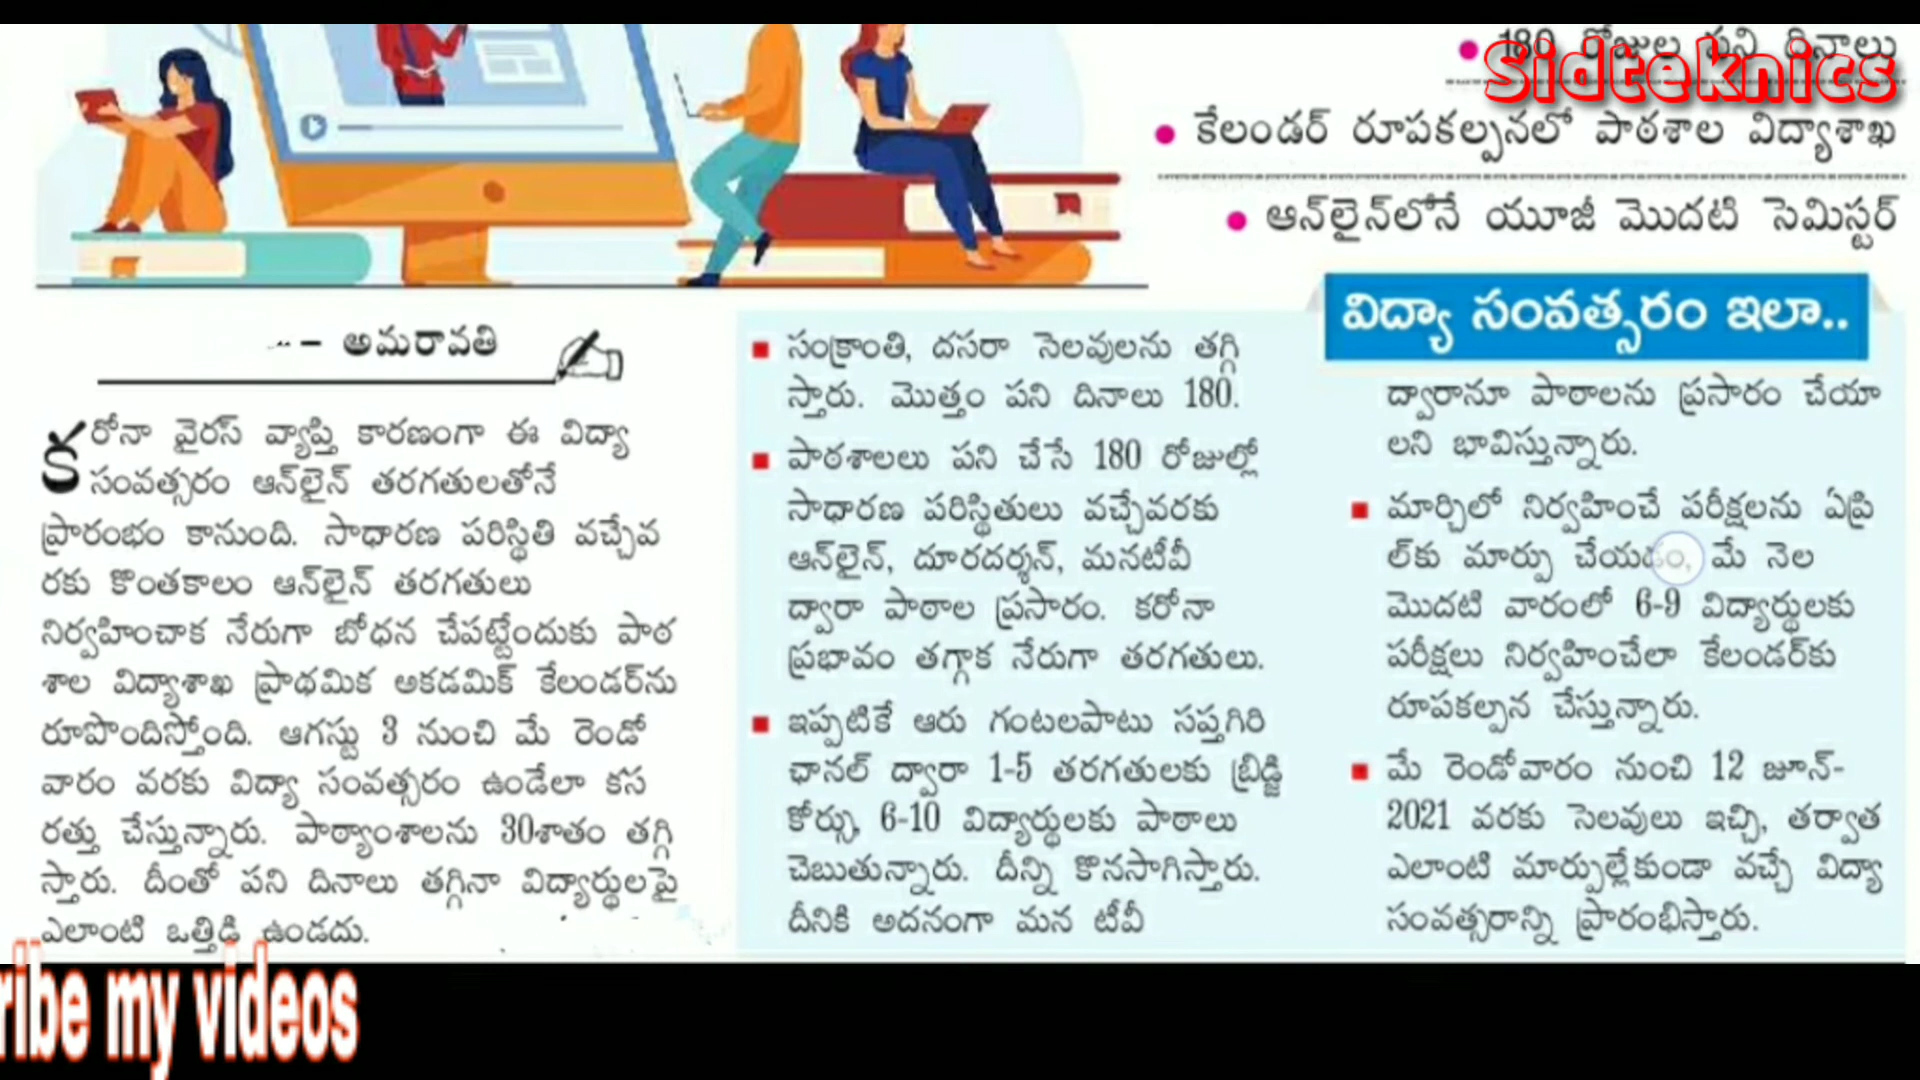 180 రోజుల పని దినాలు
Sidteknics
కేలండర్ రూపకల్పనలో పాఠశాల విద్యాశాఖ
ఆన్‌లైన్‌లోనే యూజీ మొదటి సెమిస్టర్
– అమరావతి
కరోనా వైరస్ వ్యాప్తి కారణంగా ఈ విద్యా
సంవత్సరం ఆన్‌లైన్ తరగతులతోనే
ప్రారంభం కానుంది. సాధారణ పరిస్థితి వచ్చేవ
రకు కొంతకాలం ఆన్‌లైన్ తరగతులు
నిర్వహించాక నేరుగా బోధన చేపట్టేందుకు పాఠ
శాల విద్యాశాఖ ప్రాథమిక అకడమిక్ కేలండర్‌ను
రూపొందిస్తోంది. ఆగస్టు 3 నుంచి మే రెండో
వారం వరకు విద్యా సంవత్సరం ఉండేలా కస
రత్తు చేస్తున్నారు. పాఠ్యాంశాలను 30శాతం తగ్గి
స్తారు. దీంతో పని దినాలు తగ్గినా విద్యార్థులపై
ఎలాంటి ఒత్తిడి ఉండదు.
విద్యా సంవత్సరం ఇలా..
సంక్రాంతి, దసరా సెలవులను తగ్గి
స్తారు. మొత్తం పని దినాలు 180.
పాఠశాలలు పని చేసే 180 రోజుల్లో
సాధారణ పరిస్థితులు వచ్చేవరకు
ఆన్‌లైన్, దూరదర్శన్, మనటీవీ
ద్వారా పాఠాల ప్రసారం. కరోనా
ప్రభావం తగ్గాక నేరుగా తరగతులు.
ఇప్పటికే ఆరు గంటలపాటు సప్తగిరి
ఛానల్ ద్వారా 1-5 తరగతులకు బ్రిడ్జి
కోర్సు, 6-10 విద్యార్థులకు పాఠాలు
చెబుతున్నారు. దీన్ని కొనసాగిస్తారు.
దీనికి అదనంగా మన టీవీ
ద్వారానూ పాఠాలను ప్రసారం చేయా
లని భావిస్తున్నారు.
మార్చిలో నిర్వహించే పరీక్షలను ఏప్రి
ల్‌కు మార్పు చేయడం, మే నెల
మొదటి వారంలో 6-9 విద్యార్థులకు
పరీక్షలు నిర్వహించేలా కేలండర్‌కు
రూపకల్పన చేస్తున్నారు.
మే రెండోవారం నుంచి 12 జూన్-
2021 వరకు సెలవులు ఇచ్చి, తర్వాత
ఎలాంటి మార్పుల్లేకుండా వచ్చే విద్యా
సంవత్సరాన్ని ప్రారంభిస్తారు.
ribe my videos